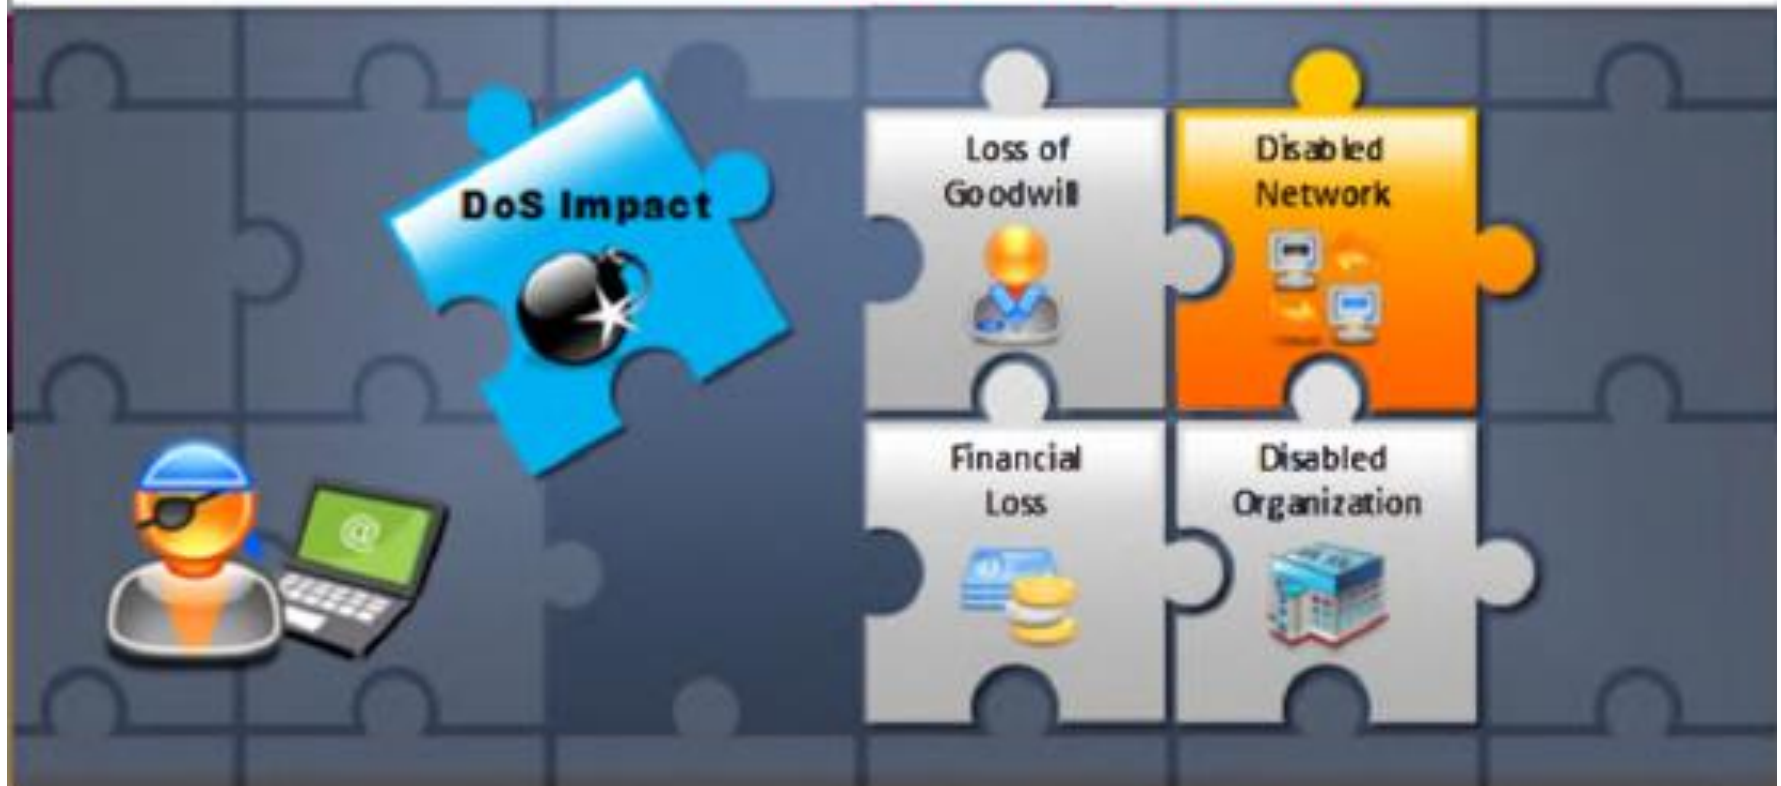 DoS Impact
Loss of
Goodwill
Disabled
Network
Financial
Loss
Disabled
Organization
@